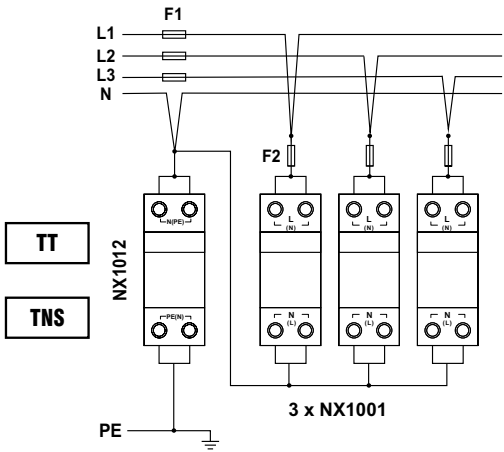 F1
L1
L2
L3
N
F2
N(PE)
L
(N)
L
(N)
L
(N)
TT
NX1012
TNS
PE(N)
N
(L)
N
(L)
N
(L)
3 x NX1001
PE